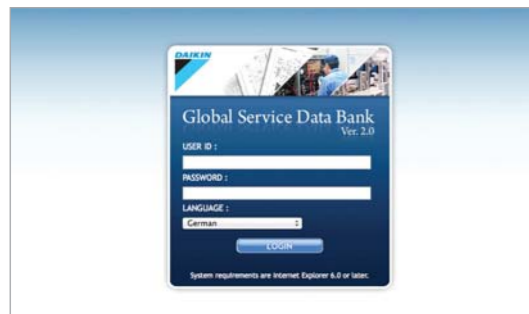 DAIKIN
Global Service Data Bank
Ver. 2.0
USER ID :
PASSWORD :
LANGUAGE :
German
LOGIN
System requirements are Internet Explorer 6.0 or later.